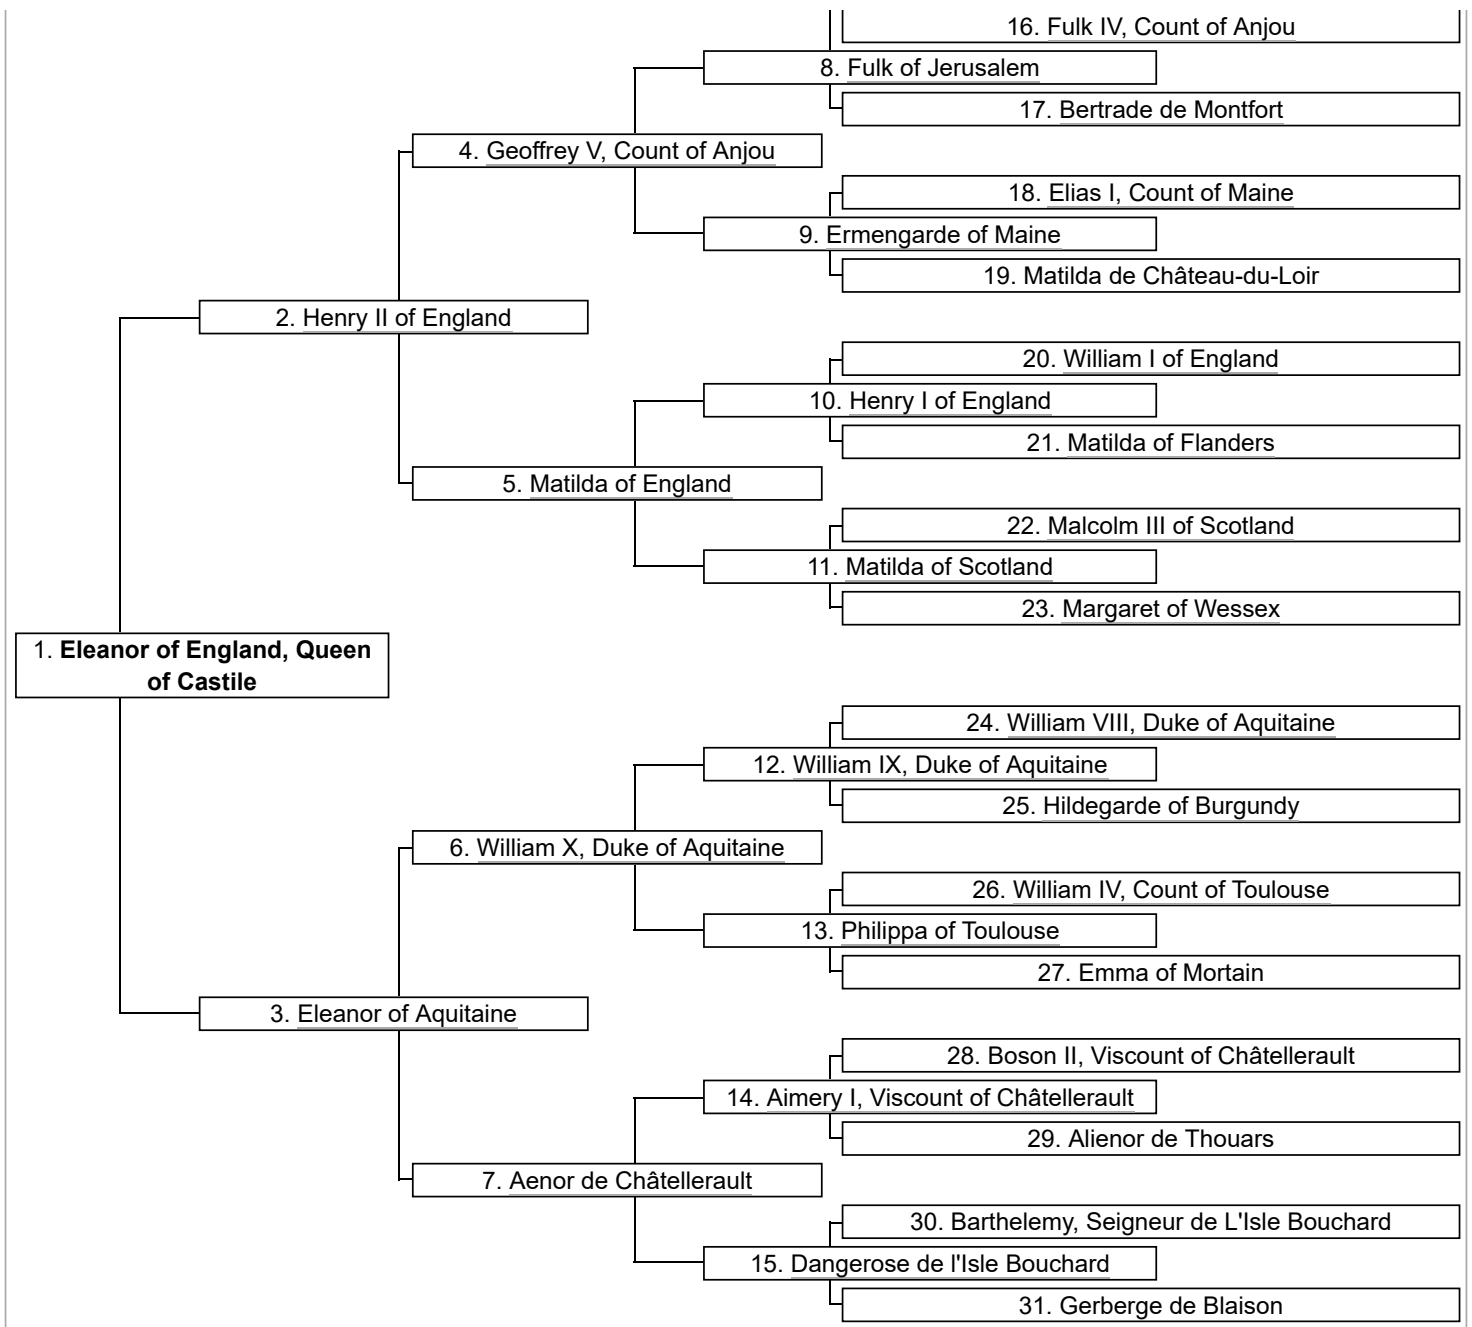 16. Fulk IV, Count of Anjou
8. Fulk of Jerusalem
17. Bertrade de Montfort
4. Geoffrey V, Count of Anjou
18. Elias I, Count of Maine
9. Ermengarde of Maine
19. Matilda de Château-du-Loir
2. Henry II of England
20. William I of England
10. Henry I of England
21. Matilda of Flanders
5. Matilda of England
22. Malcolm III of Scotland
11. Matilda of Scotland
23. Margaret of Wessex
1. Eleanor of England, Queen
of Castile
24. William VIII, Duke of Aquitaine
12. William IX, Duke of Aquitaine
25. Hildegarde of Burgundy
6. William X, Duke of Aquitaine
26. William IV, Count of Toulouse
13. Philippa of Toulouse
27. Emma of Mortain
3. Eleanor of Aquitaine
28. Boson II, Viscount of Châtellerault
14. Aimery I, Viscount of Châtellerault
29. Alienor de Thouars
7. Aenor de Châtellerault
30. Barthelemy, Seigneur de L'Isle Bouchard
15. Dangerose de l'Isle Bouchard
31. Gerberge de Blaison